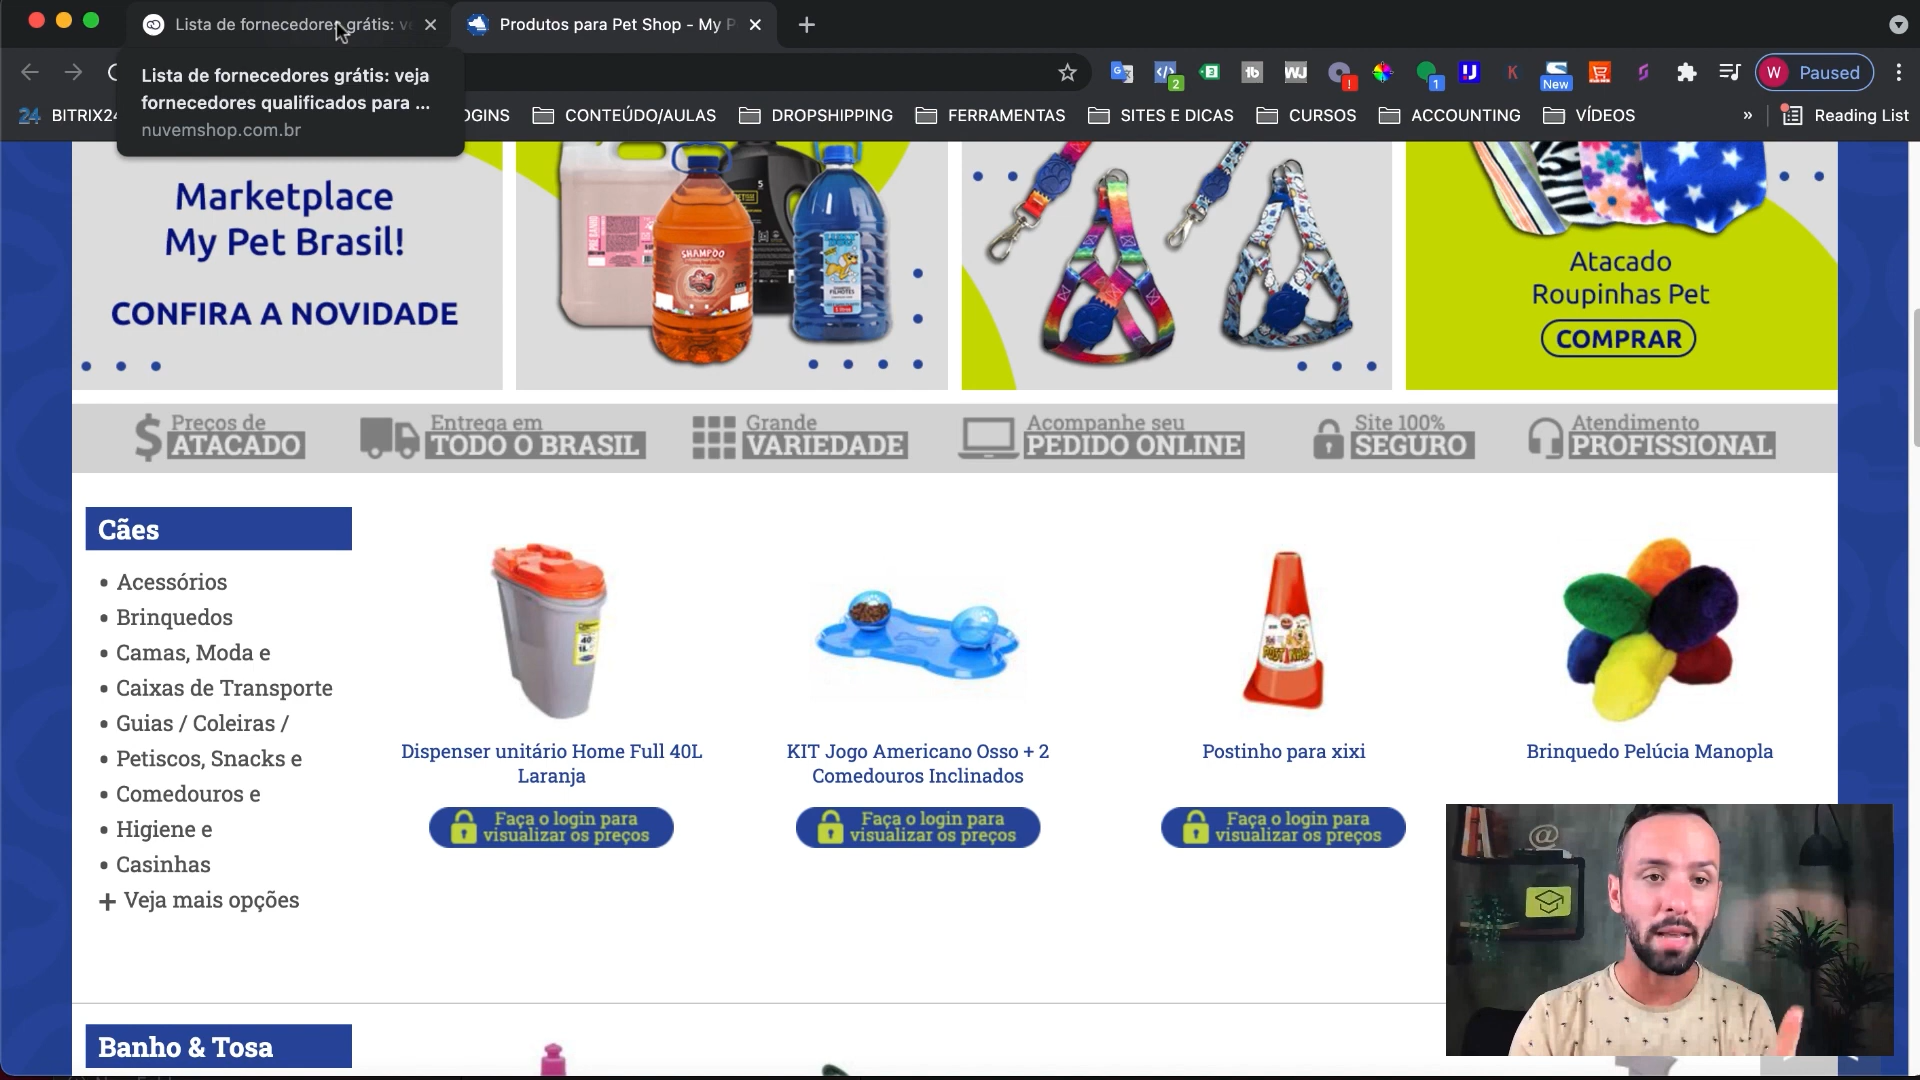 Lista de fornecedores grátis: v
Produtos para Pet Shop - My P
Lista de fornecedores grátis: veja
fornecedores qualificados para ...
nuvemshop.com.br
W
Paused
2
1
New
24
BITRIX24
OGINS
CONTEÚDO/AULAS
DROPSHIPPING
FERRAMENTAS
SITES E DICAS
CURSOS
ACCOUNTING
VÍDEOS
»
Reading List
Marketplace
My Pet Brasil!
CONFIRA A NOVIDADE
SHAMPOO
Atacado
Roupinhas Pet
COMPRAR
Preços de
ATACADO
Entrega em
TODO O BRASIL
Grande
VARIEDADE
Acompanhe seu
PEDIDO ONLINE
Site 100%
SEGURO
Atendimento
PROFISSIONAL
Cães
• Acessórios
• Brinquedos
• Camas, Moda e
• Caixas de Transporte
• Guias / Coleiras /
• Petiscos, Snacks e
• Comedouros e
• Higiene e
• Casinhas
+ Veja mais opções
Dispenser unitário Home Full 40L
Laranja
Faça o login para
visualizar os preços
KIT Jogo Americano Osso + 2
Comedouros Inclinados
Faça o login para
visualizar os preços
Postinho para xixi
Faça o login para
visualizar os preços
Brinquedo Pelúcia Manopla
@
Banho & Tosa